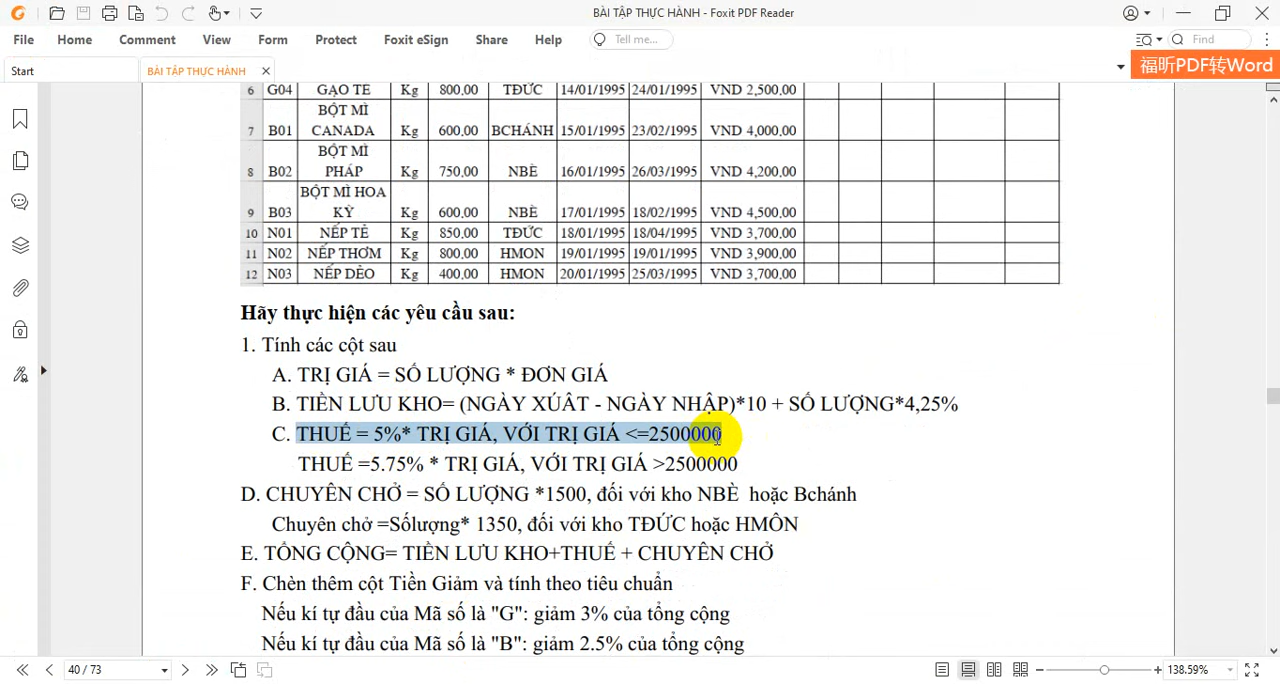 BÀI TẬP THỰC HÀNH - Foxit PDF Reader
File Home Comment View Form Protect Foxit eSign Share Help Tell me... Find
Start BÀI TẬP THỰC HÀNH 福昕PDF转Word
6 G04 GẠO TẺ Kg 800,00 TĐỨC 14/01/1995 24/01/1995 VND 2,500,00
BỘT MÌ
7 B01 CANADA Kg 600,00 BCHÁNH 15/01/1995 23/02/1995 VND 4,000,00
BỘT MÌ
8 B02 PHÁP Kg 750,00 NBÈ 16/01/1995 26/03/1995 VND 4,200,00
BỘT MÌ HOA
9 B03 KỲ Kg 600,00 NBÈ 17/01/1995 18/02/1995 VND 4,500,00
10 N01 NẾP TẺ Kg 850,00 TĐỨC 18/01/1995 18/04/1995 VND 3,700,00
11 N02 NẾP THƠM Kg 800,00 HMON 19/01/1995 19/01/1995 VND 3,900,00
12 N03 NẾP DẺO Kg 400,00 HMON 20/01/1995 25/03/1995 VND 3,700,00
Hãy thực hiện các yêu cầu sau:
1. Tính các cột sau
A. TRỊ GIÁ = SỐ LƯỢNG * ĐƠN GIÁ
B. TIỀN LƯU KHO= (NGÀY XÚÂT - NGÀY NHẬP)*10 + SỐ LƯỢNG*4,25%
C. THUẾ = 5%* TRỊ GIÁ, VỚI TRỊ GIÁ <=2500000
THUẾ =5.75% * TRỊ GIÁ, VỚI TRỊ GIÁ >2500000
D. CHUYÊN CHỞ = SỐ LƯỢNG *1500, đối với kho NBÈ hoặc Bchánh
Chuyên chở =Sốlượng* 1350, đối với kho TĐỨC hoặc HMÔN
E. TỔNG CỘNG= TIỀN LƯU KHO+THUẾ + CHUYÊN CHỞ
F. Chèn thêm cột Tiền Giảm và tính theo tiêu chuẩn
Nếu kí tự đầu của Mã số là "G": giảm 3% của tổng cộng
Nếu kí tự đầu của Mã số là "B": giảm 2.5% của tổng cộng
40 / 73 138.59%